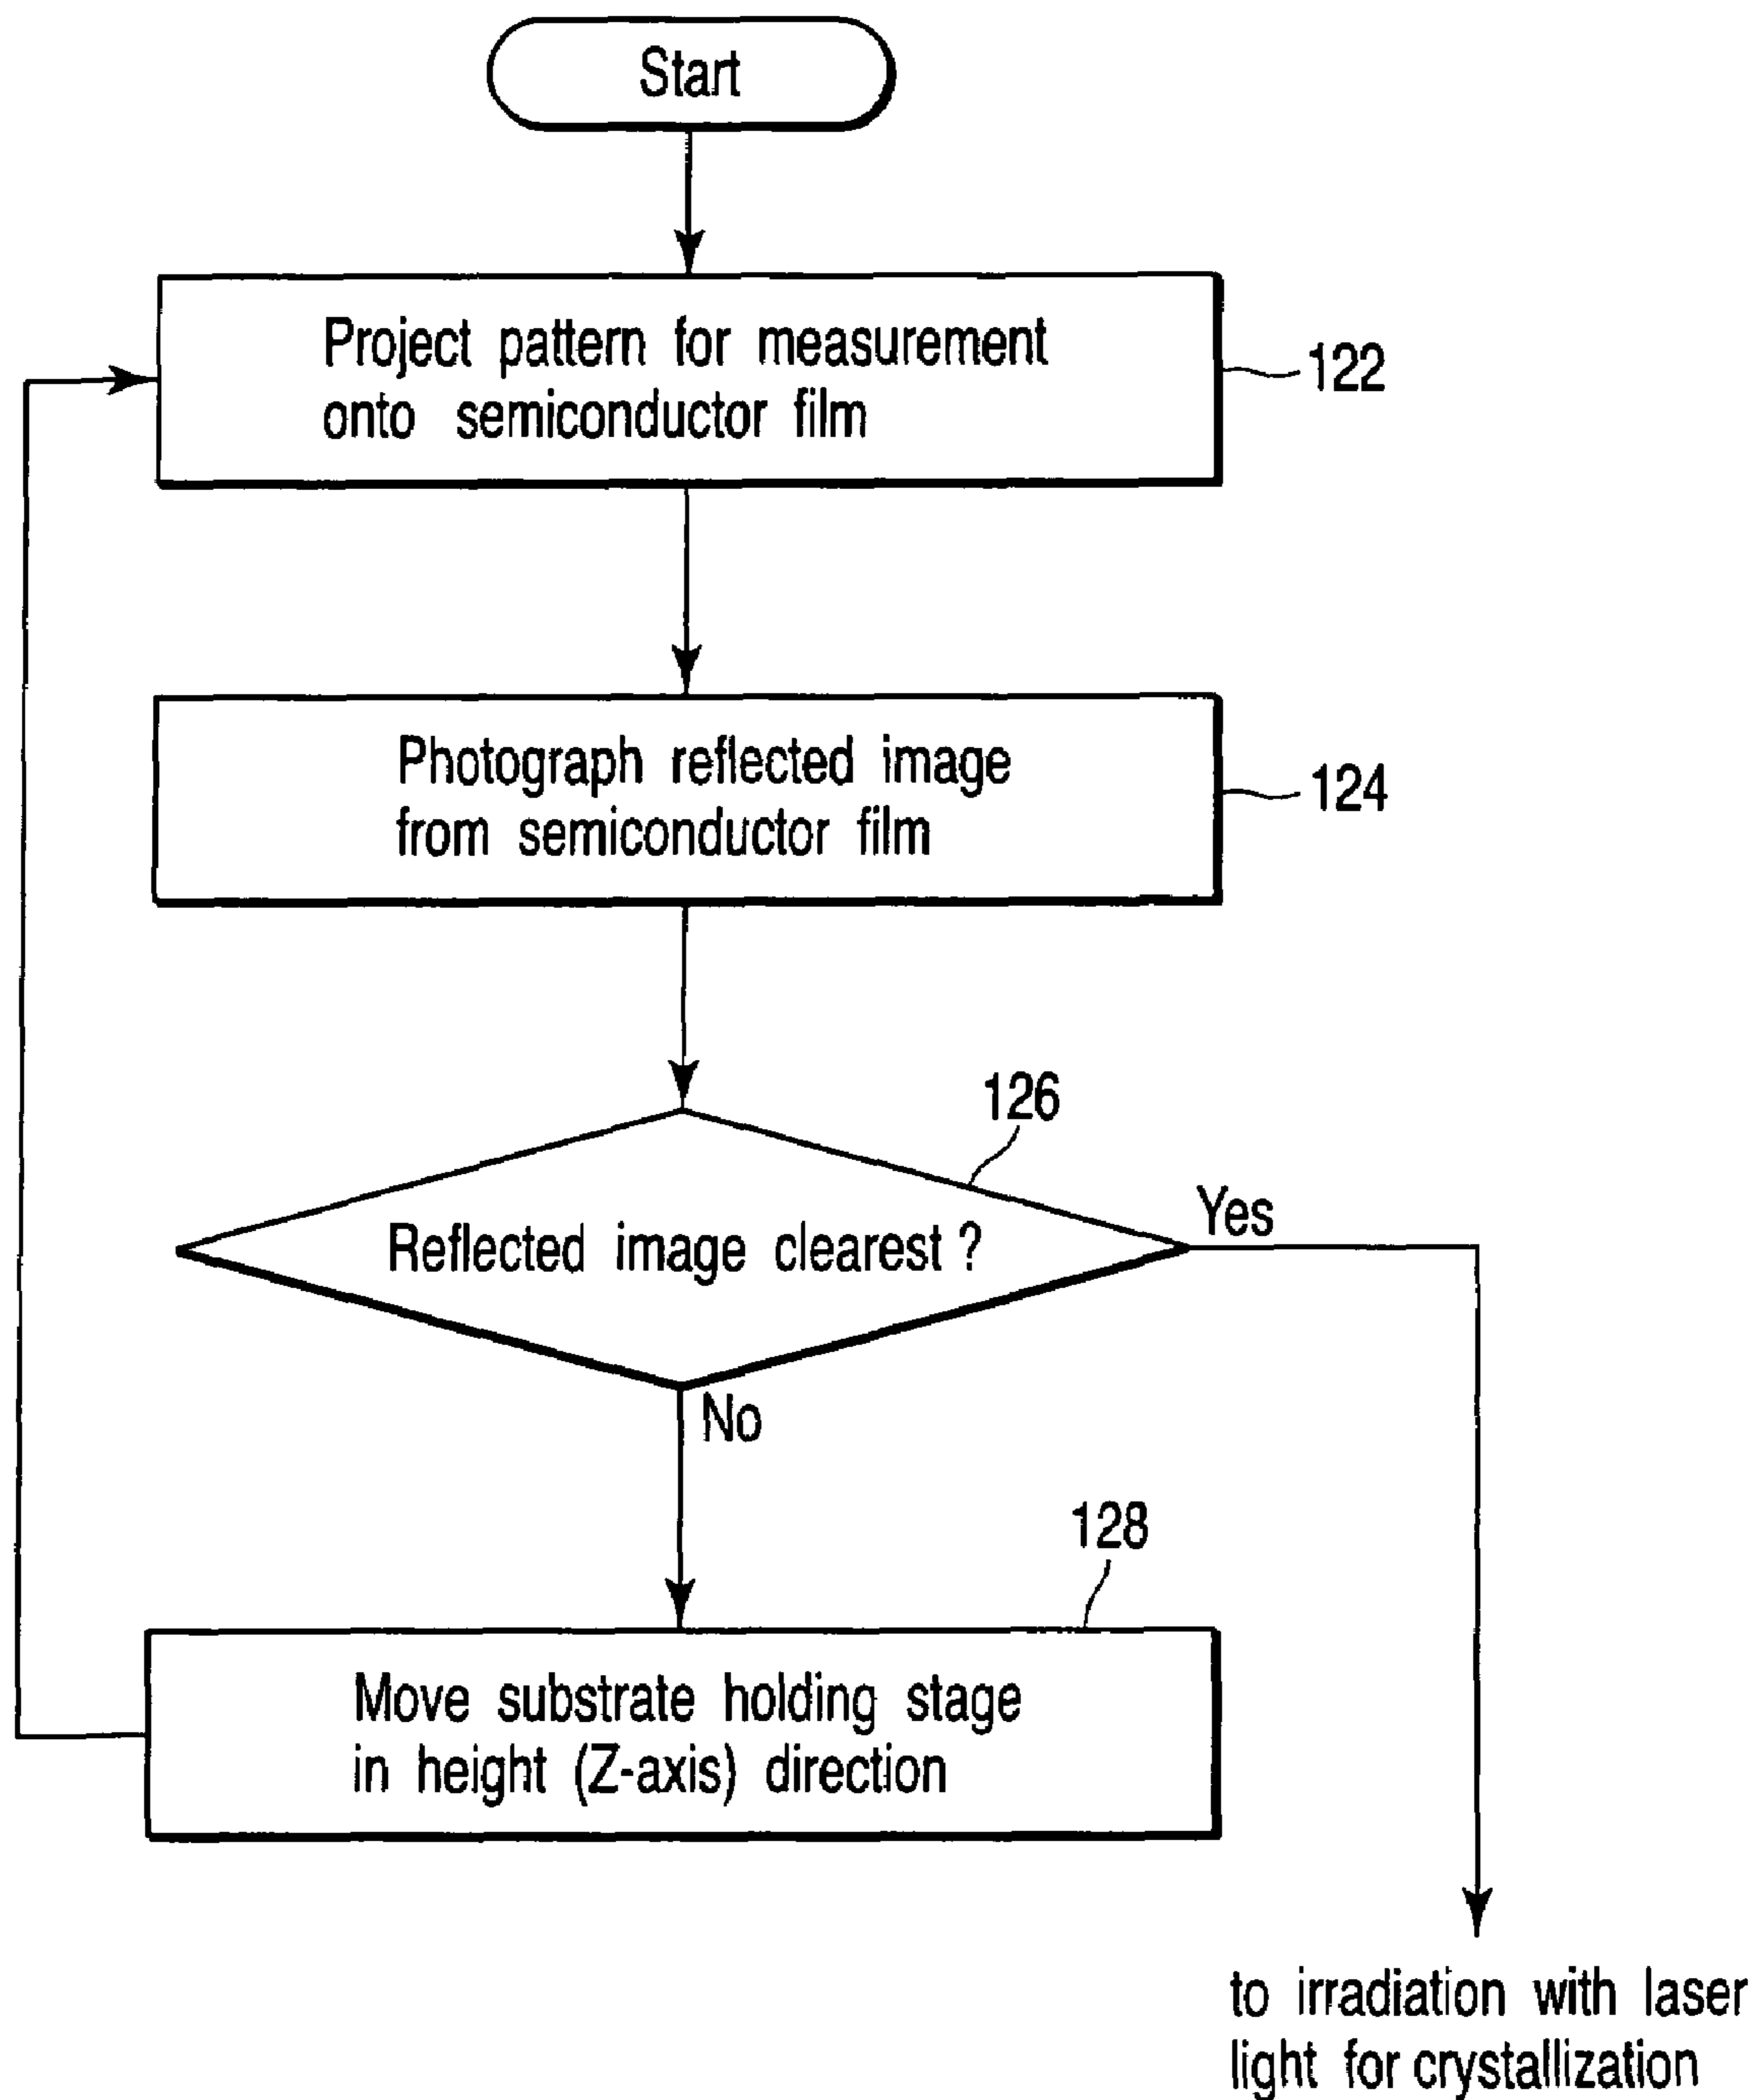 Start
Project pattern for measurement
onto semiconductor film
122
Photograph reflected image
from semiconductor film
124
126
Reflected image clearest ?
Yes
No
128
Move substrate holding stage
in height (Z-axis) direction
to irradiation with laser
light for crystallization